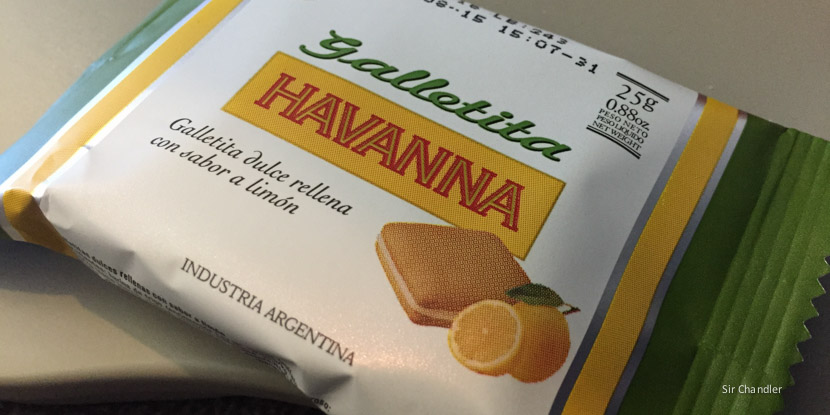 15:07-31
Galletita
HAVANNA
25g
0.88oz.
PESO NETO
PESO LIQUIDO
NET WEIGHT
Galletita dulce rellena
con sabor a limón
INDUSTRIA ARGENTINA
Sir Chandler